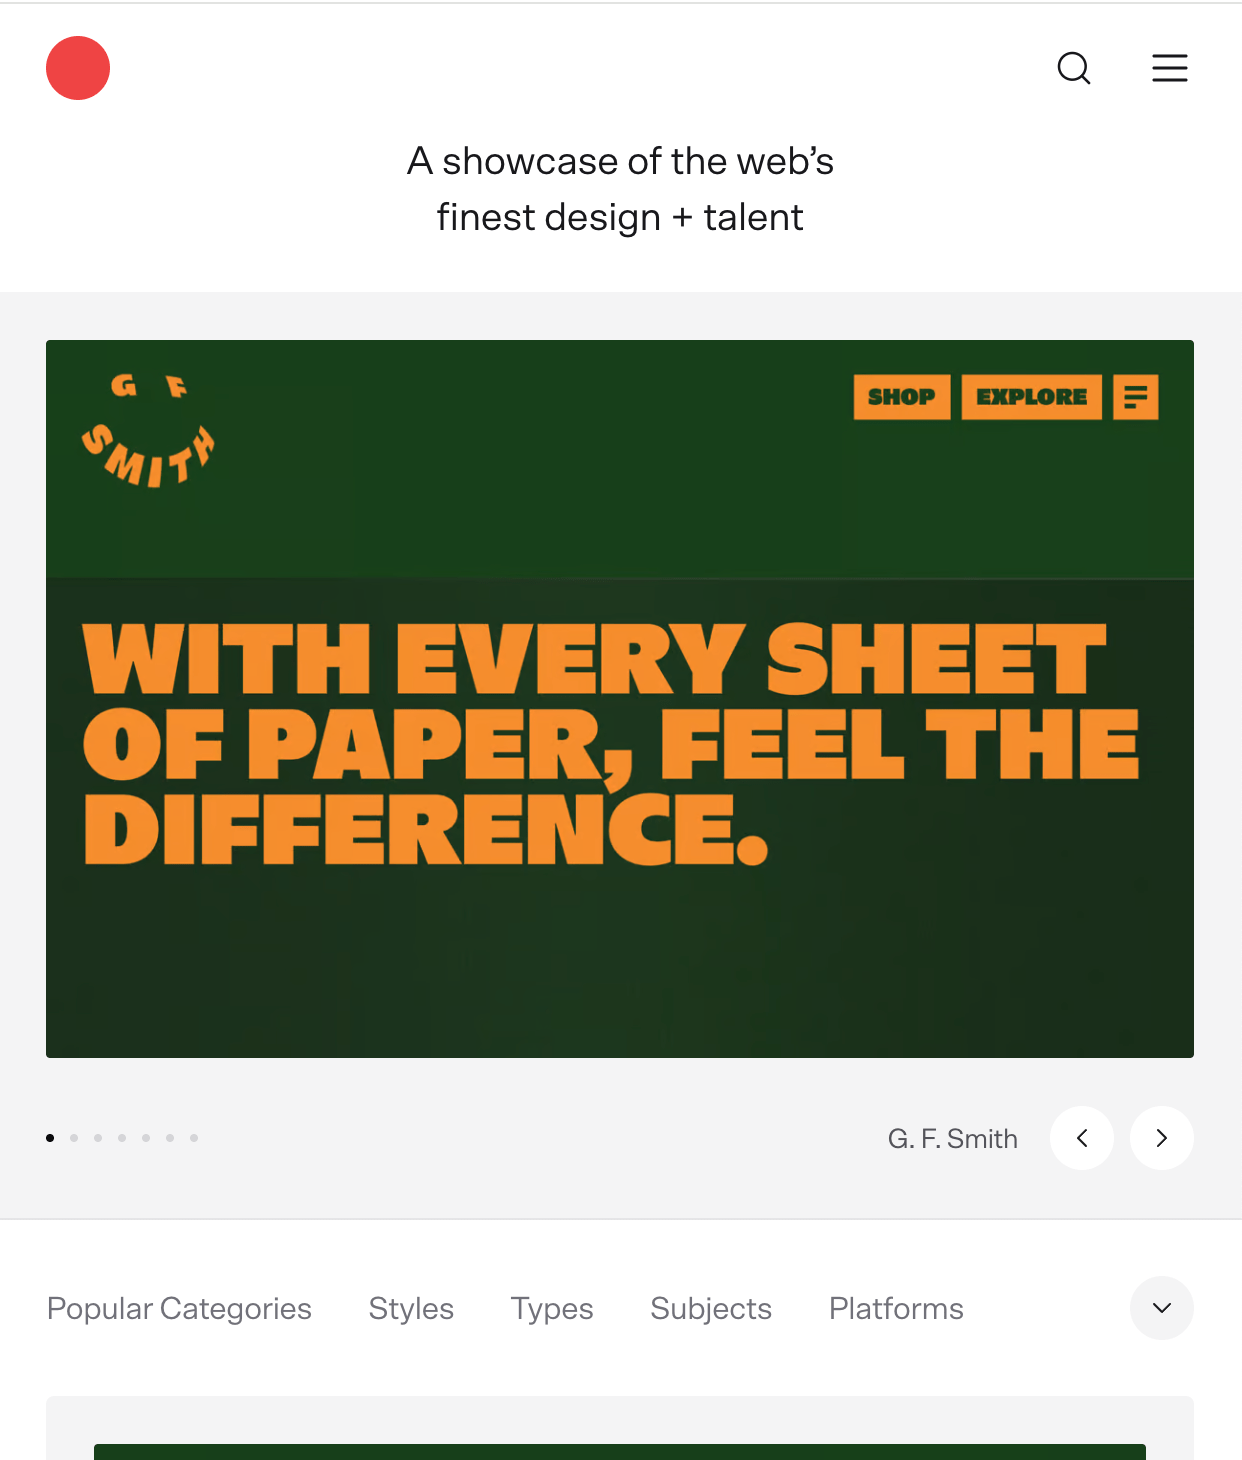 A showcase of the web’s
finest design + talent
G F
SMITH
SHOP EXPLORE
WITH EVERY SHEET
OF PAPER, FEEL THE
DIFFERENCE.
G. F. Smith
Popular Categories Styles Types Subjects Platforms